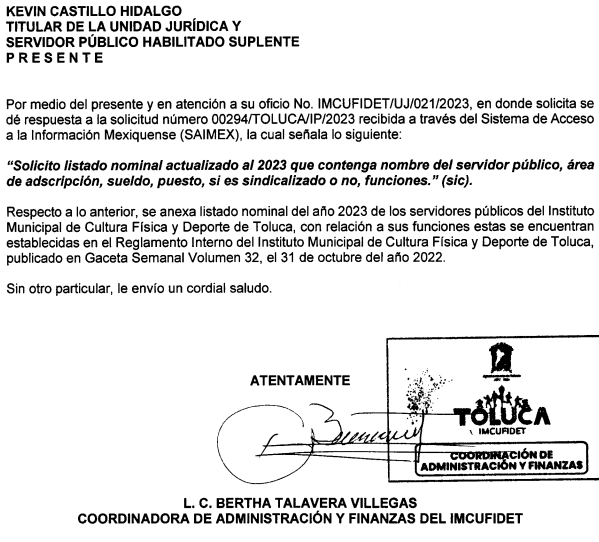 KEVIN CASTILLO HIDALGO
TITULAR DE LA UNIDAD JURÍDICA Y
SERVIDOR PÚBLICO HABILITADO SUPLENTE
P R E S E N T E
Por medio del presente y en atención a su oficio No. IMCUFIDET/UJ/021/2023, en donde solicita se
dé respuesta a la solicitud número 00294/TOLUCA/IP/2023 recibida a través del Sistema de Acceso
a la Información Mexiquense (SAIMEX), la cual señala lo siguiente:
“Solicito listado nominal actualizado al 2023 que contenga nombre del servidor público, área
de adscripción, sueldo, puesto, si es sindicalizado o no, funciones.” (sic).
Respecto a lo anterior, se anexa listado nominal del año 2023 de los servidores públicos del Instituto
Municipal de Cultura Física y Deporte de Toluca, con relación a sus funciones estas se encuentran
establecidas en el Reglamento Interno del Instituto Municipal de Cultura Física y Deporte de Toluca,
publicado en Gaceta Semanal Volumen 32, el 31 de octubre del año 2022.
Sin otro particular, le envío un cordial saludo.
ATENTAMENTE
TOLUCA
IMCUFIDET
COORDINACIÓN DE
ADMINISTRACIÓN Y FINANZAS
L. C. BERTHA TALAVERA VILLEGAS
COORDINADORA DE ADMINISTRACIÓN Y FINANZAS DEL IMCUFIDET